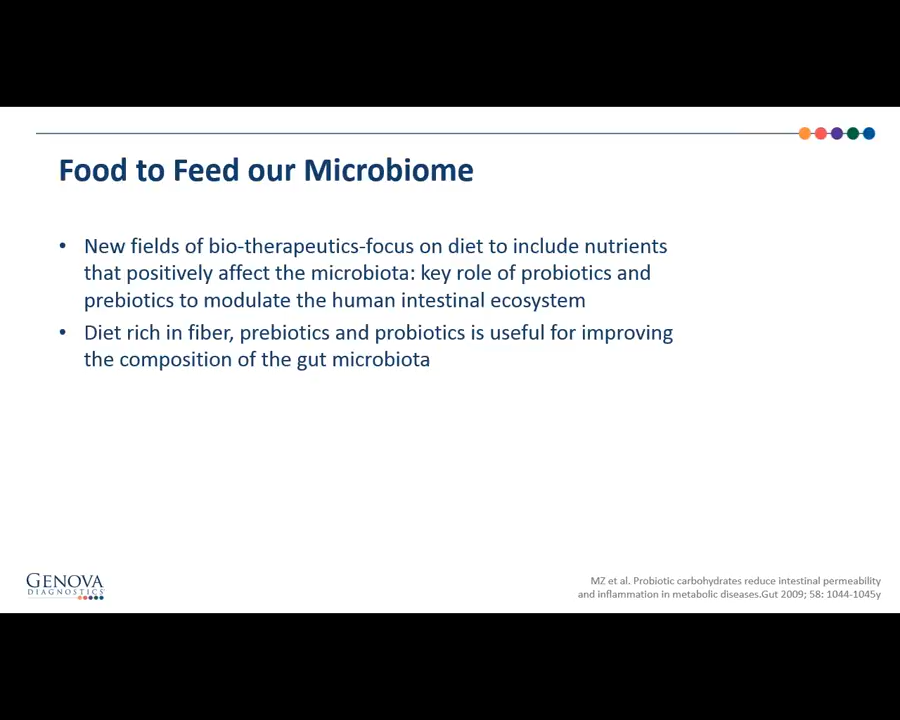 Food to Feed our Microbiome
• New fields of bio-therapeutics-focus on diet to include nutrients
that positively affect the microbiota: key role of probiotics and
prebiotics to modulate the human intestinal ecosystem
• Diet rich in fiber, prebiotics and probiotics is useful for improving
the composition of the gut microbiota
GENOVA
DIAGNOSTICS
MZ et al. Probiotic carbohydrates reduce intestinal permeability
and inflammation in metabolic diseases.Gut 2009; 58: 1044-1045y